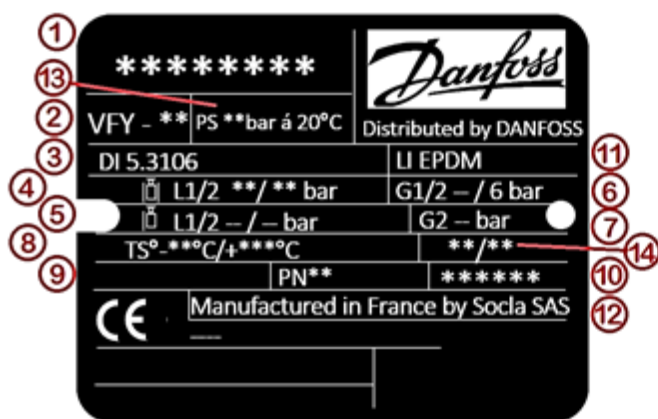 1
********
Danfoss
13
2
VFY - **
PS **bar á 20°C
Distributed by DANFOSS
3
DI 5.3106
LI EPDM
11
4
L1/2 **/** bar
G1/2 – / 6 bar
6
5
L1/2 --/ – bar
G2 -- bar
7
8
TS°-**°C/+***°C
**/**
14
9
PN**
******
10
Manufactured in France by Socla SAS
12
CE
----